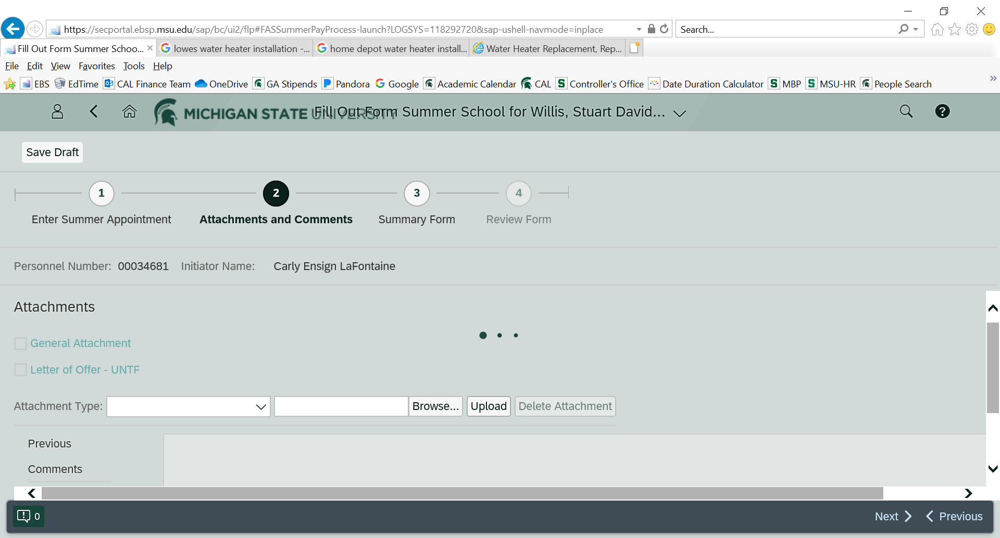 https://secportal.ebsp.msu.edu/sap/bc/ui2/flp#FASSummerPayProcess-launch?LOGSYS=118292720&sap-ushell-navmode=inplace
Search...
Fill Out Form Summer Schoo...
lowes water heater installation -...
home depot water heater install...
Water Heater Replacement, Rep...
File Edit View Favorites Tools Help
EBS EdTime CAL Finance Team OneDrive GA Stipends Pandora Google Academic Calendar CAL Controller's Office Date Duration Calculator MBP MSU-HR People Search
MICHIGAN STATE UNIVERSITY
Fill Out Form Summer School for Willis, Stuart David...
Save Draft
1 2 3 4
Enter Summer Appointment Attachments and Comments Summary Form Review Form
Personnel Number: 00034681 Initiator Name: Carly Ensign LaFontaine
Attachments
General Attachment
Letter of Offer - UNTF
Attachment Type: Browse... Upload Delete Attachment
Previous
Comments
0 Next Previous